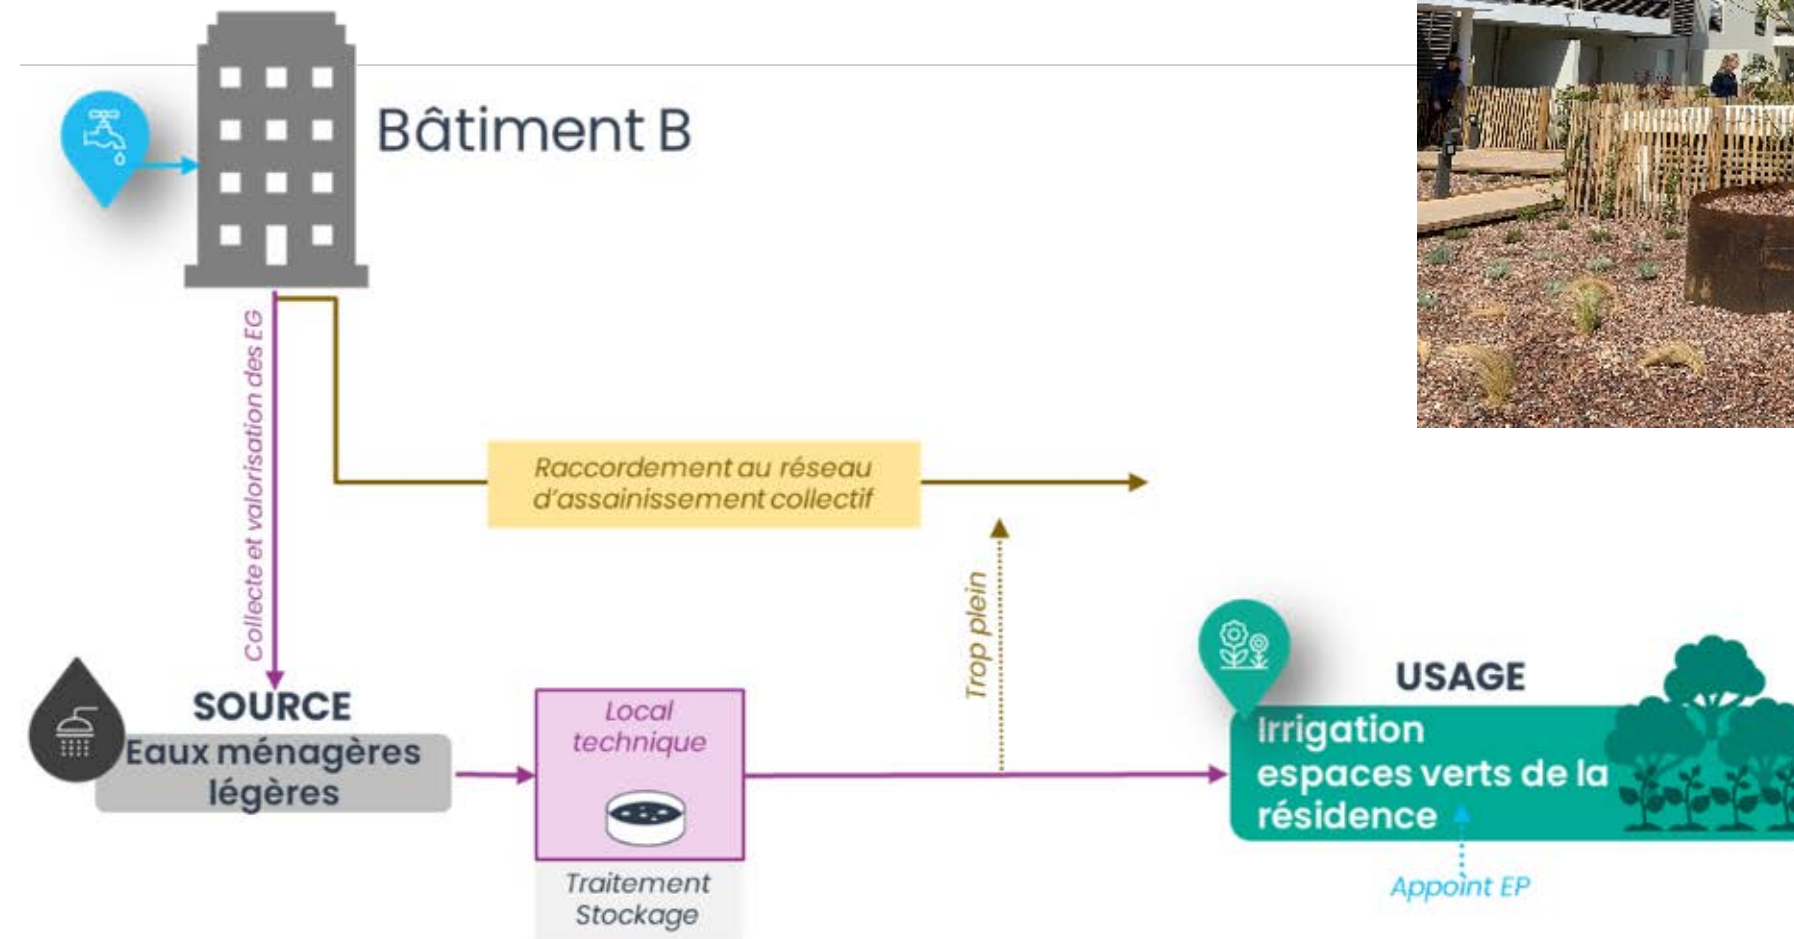 Bâtiment B
Collecte et valorisation des EG
Raccordement au réseau
d'assainissement collectif
Trop plein
SOURCE
Eaux ménagères
légères
Local
technique
Traitement
Stockage
USAGE
Irrigation
espaces verts de la
résidence
Appoint EP